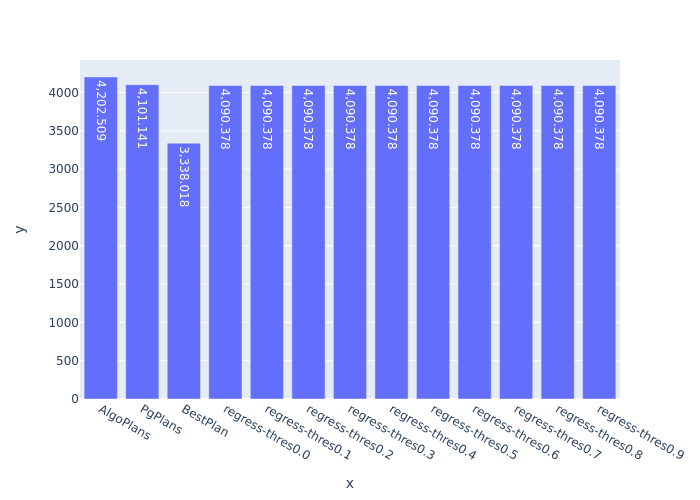 4,202.509
4,101.141
3,338.018
4,090.378
4,090.378
4,090.378
4,090.378
4,090.378
4,090.378
4,090.378
4,090.378
4,090.378
4,090.378
4000
3500
3000
2500
2000
1500
1000
500
0
y
AlgoPlans
PgPlans
BestPlan
regress-thres0.0
regress-thres0.1
regress-thres0.2
regress-thres0.3
regress-thres0.4
regress-thres0.5
regress-thres0.6
regress-thres0.7
regress-thres0.8
regress-thres0.9
x